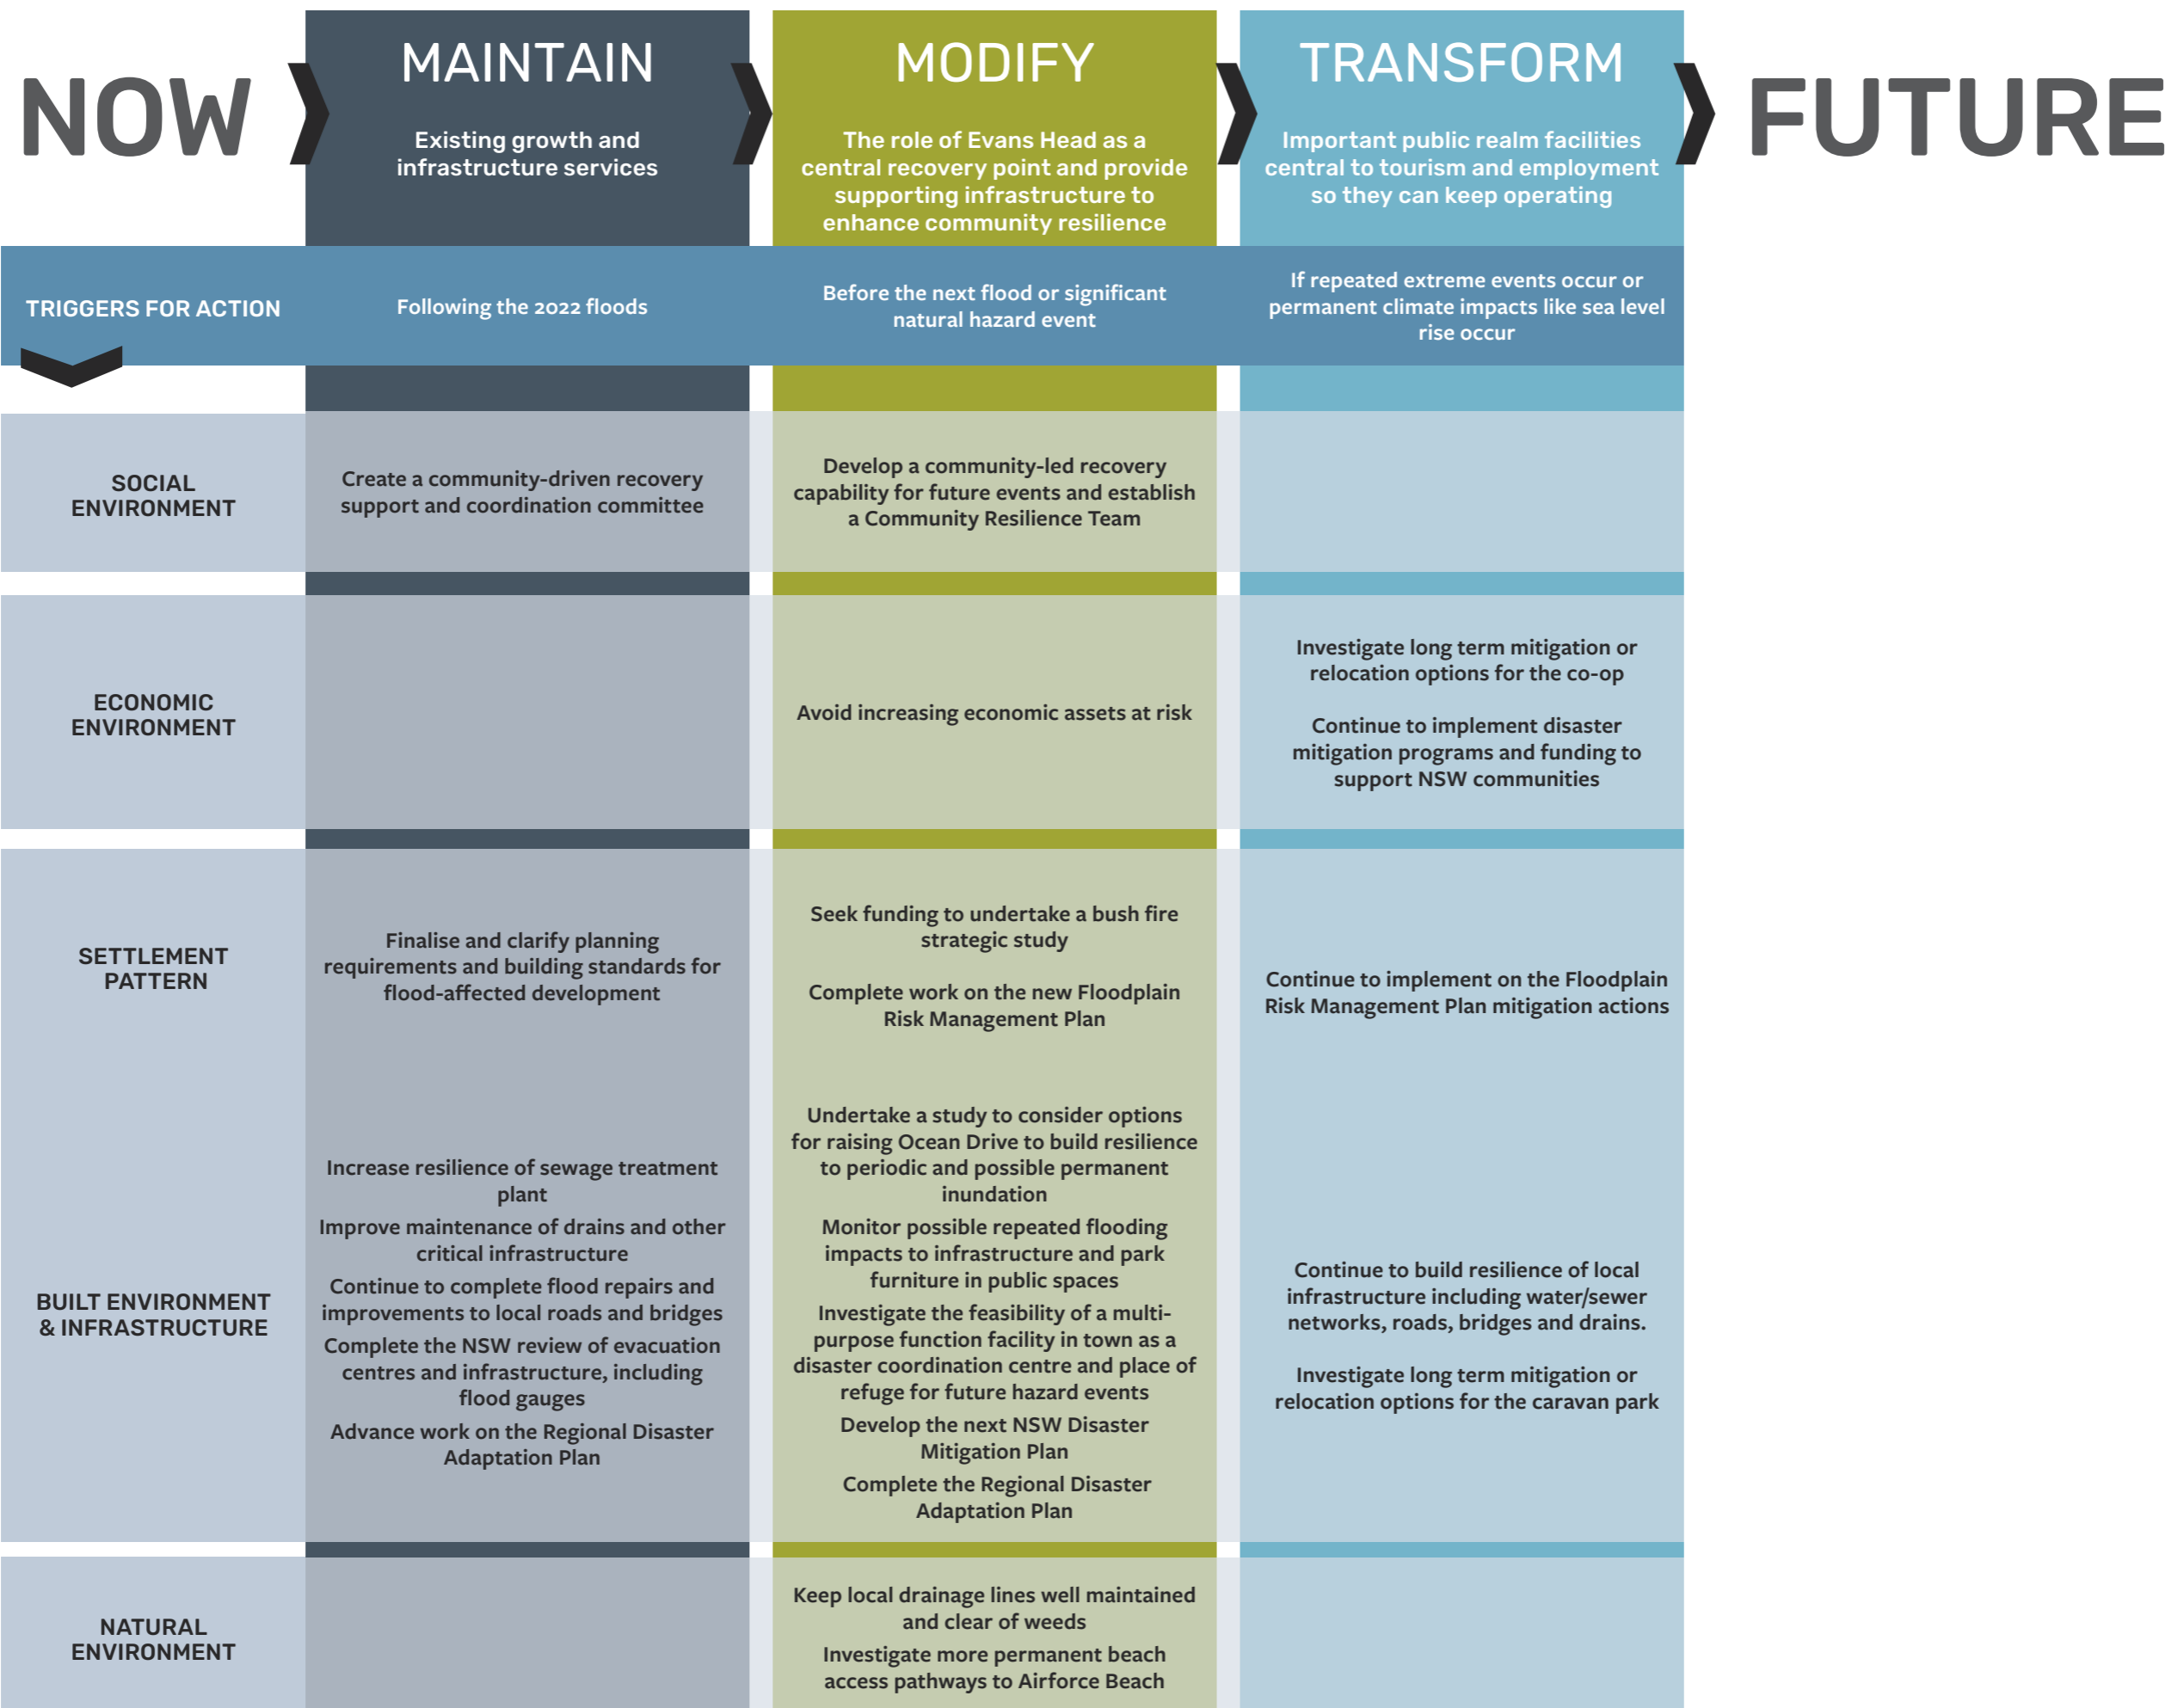 NOW
MAINTAIN
Existing growth and
infrastructure services
MODIFY
The role of Evans Head as a
central recovery point and provide
supporting infrastructure to
enhance community resilience
TRANSFORM
Important public realm facilities
central to tourism and employment
so they can keep operating
FUTURE
TRIGGERS FOR ACTION
Following the 2022 floods
Before the next flood or significant
natural hazard event
If repeated extreme events occur or
permanent climate impacts like sea level
rise occur
SOCIAL
ENVIRONMENT
Create a community-driven recovery
support and coordination committee
Develop a community-led recovery
capability for future events and establish
a Community Resilience Team
ECONOMIC
ENVIRONMENT
Avoid increasing economic assets at risk
Investigate long term mitigation or
relocation options for the co-op
Continue to implement disaster
mitigation programs and funding to
support NSW communities
SETTLEMENT
PATTERN
Finalise and clarify planning
requirements and building standards for
flood-affected development
Seek funding to undertake a bush fire
strategic study
Complete work on the new Floodplain
Risk Management Plan
Continue to implement on the Floodplain
Risk Management Plan mitigation actions
BUILT ENVIRONMENT
& INFRASTRUCTURE
Increase resilience of sewage treatment
plant
Improve maintenance of drains and other
critical infrastructure
Continue to complete flood repairs and
improvements to local roads and bridges
Complete the NSW review of evacuation
centres and infrastructure, including
flood gauges
Advance work on the Regional Disaster
Adaptation Plan
Undertake a study to consider options
for raising Ocean Drive to build resilience
to periodic and possible permanent
inundation
Monitor possible repeated flooding
impacts to infrastructure and park
furniture in public spaces
Investigate the feasibility of a multi-
purpose function facility in town as a
disaster coordination centre and place of
refuge for future hazard events
Develop the next NSW Disaster
Mitigation Plan
Complete the Regional Disaster
Adaptation Plan
Continue to build resilience of local
infrastructure including water/sewer
networks, roads, bridges and drains.
Investigate long term mitigation or
relocation options for the caravan park
NATURAL
ENVIRONMENT
Keep local drainage lines well maintained
and clear of weeds
Investigate more permanent beach
access pathways to Airforce Beach